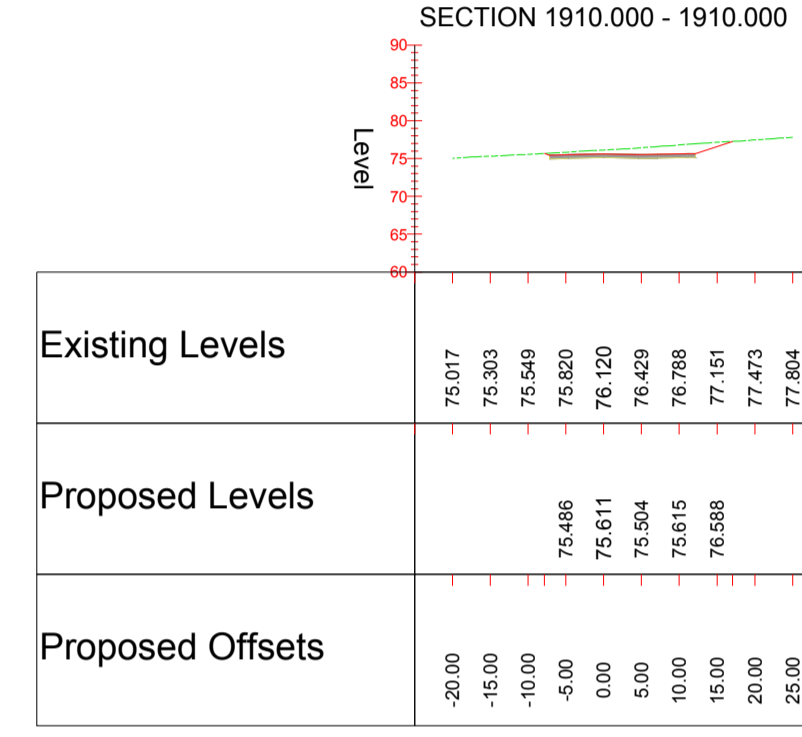 SECTION 1910.000 - 1910.000
90
85
80
75
70
65
60
Level
Existing Levels
75.017 75.303 75.549 75.820 76.120 76.429 76.788 77.151 77.473 77.804
Proposed Levels
75.486 75.611 75.504 75.615 76.588
Proposed Offsets
-20.00 -15.00 -10.00 -5.00 0.00 5.00 10.00 15.00 20.00 25.00